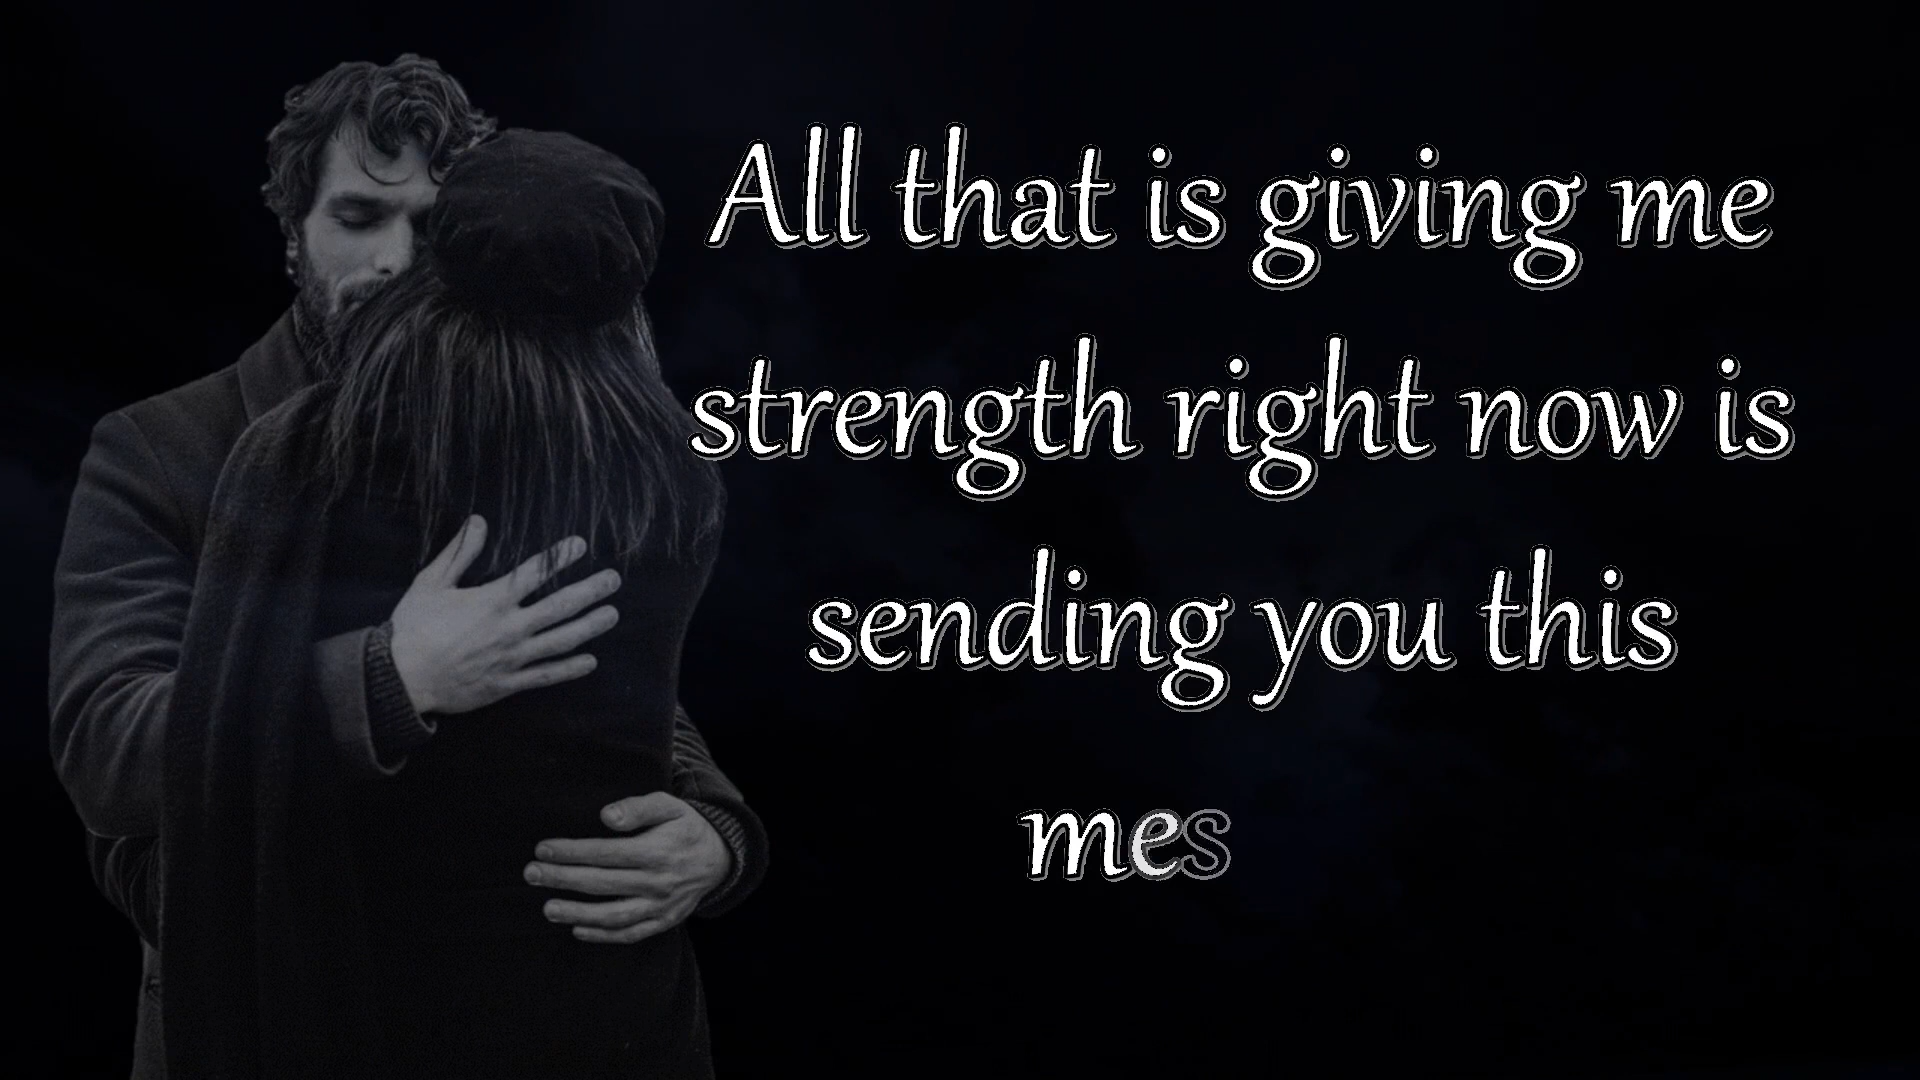 All that is giving me
strength right now is
sending you this
mes